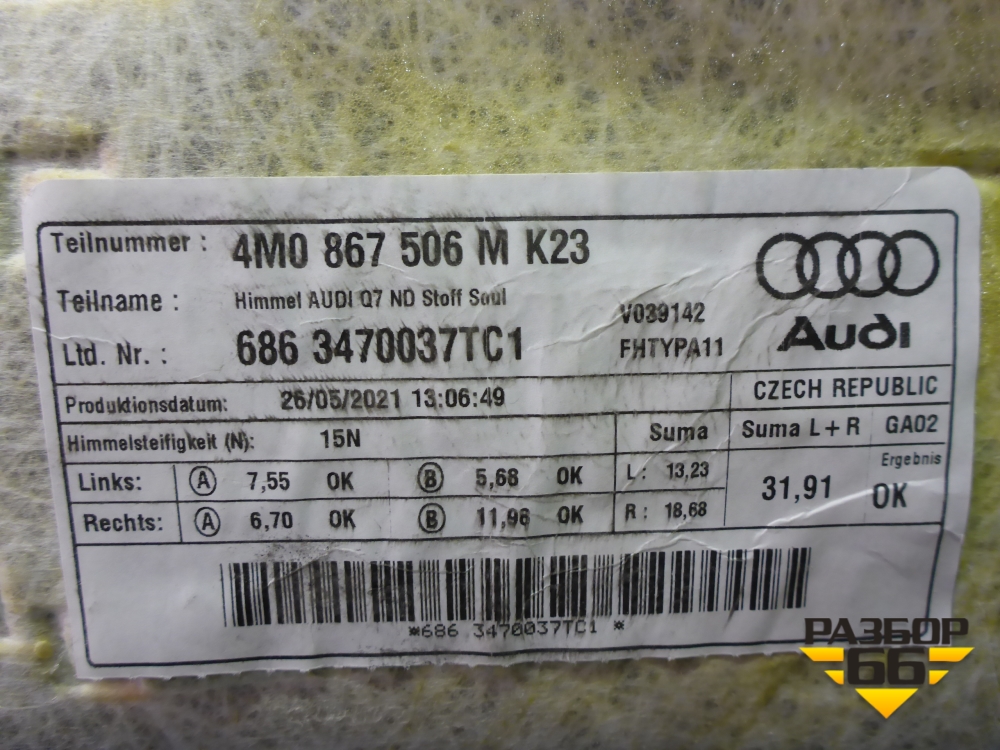 Teilnummer : 4M0 867 506 M K23
Teilname : Himmel AUDI Q7 ND Stoff Soul
V039142
Ltd. Nr. : 686 3470037TC1 FHTYPA11
Audi
Produktionsdatum: 26/05/2021 13:06:49 CZECH REPUBLIC
Himmelsteifigkeit (N): 15N Suma Suma L+R GA02
Links: A 7,55 OK B 5,68 OK L : 13,23 31,91 Ergebnis OK
Rechts: A 6,70 OK B 11,98 OK R : 18,68
*686 3470037TC1 *
РАЗБОР
66